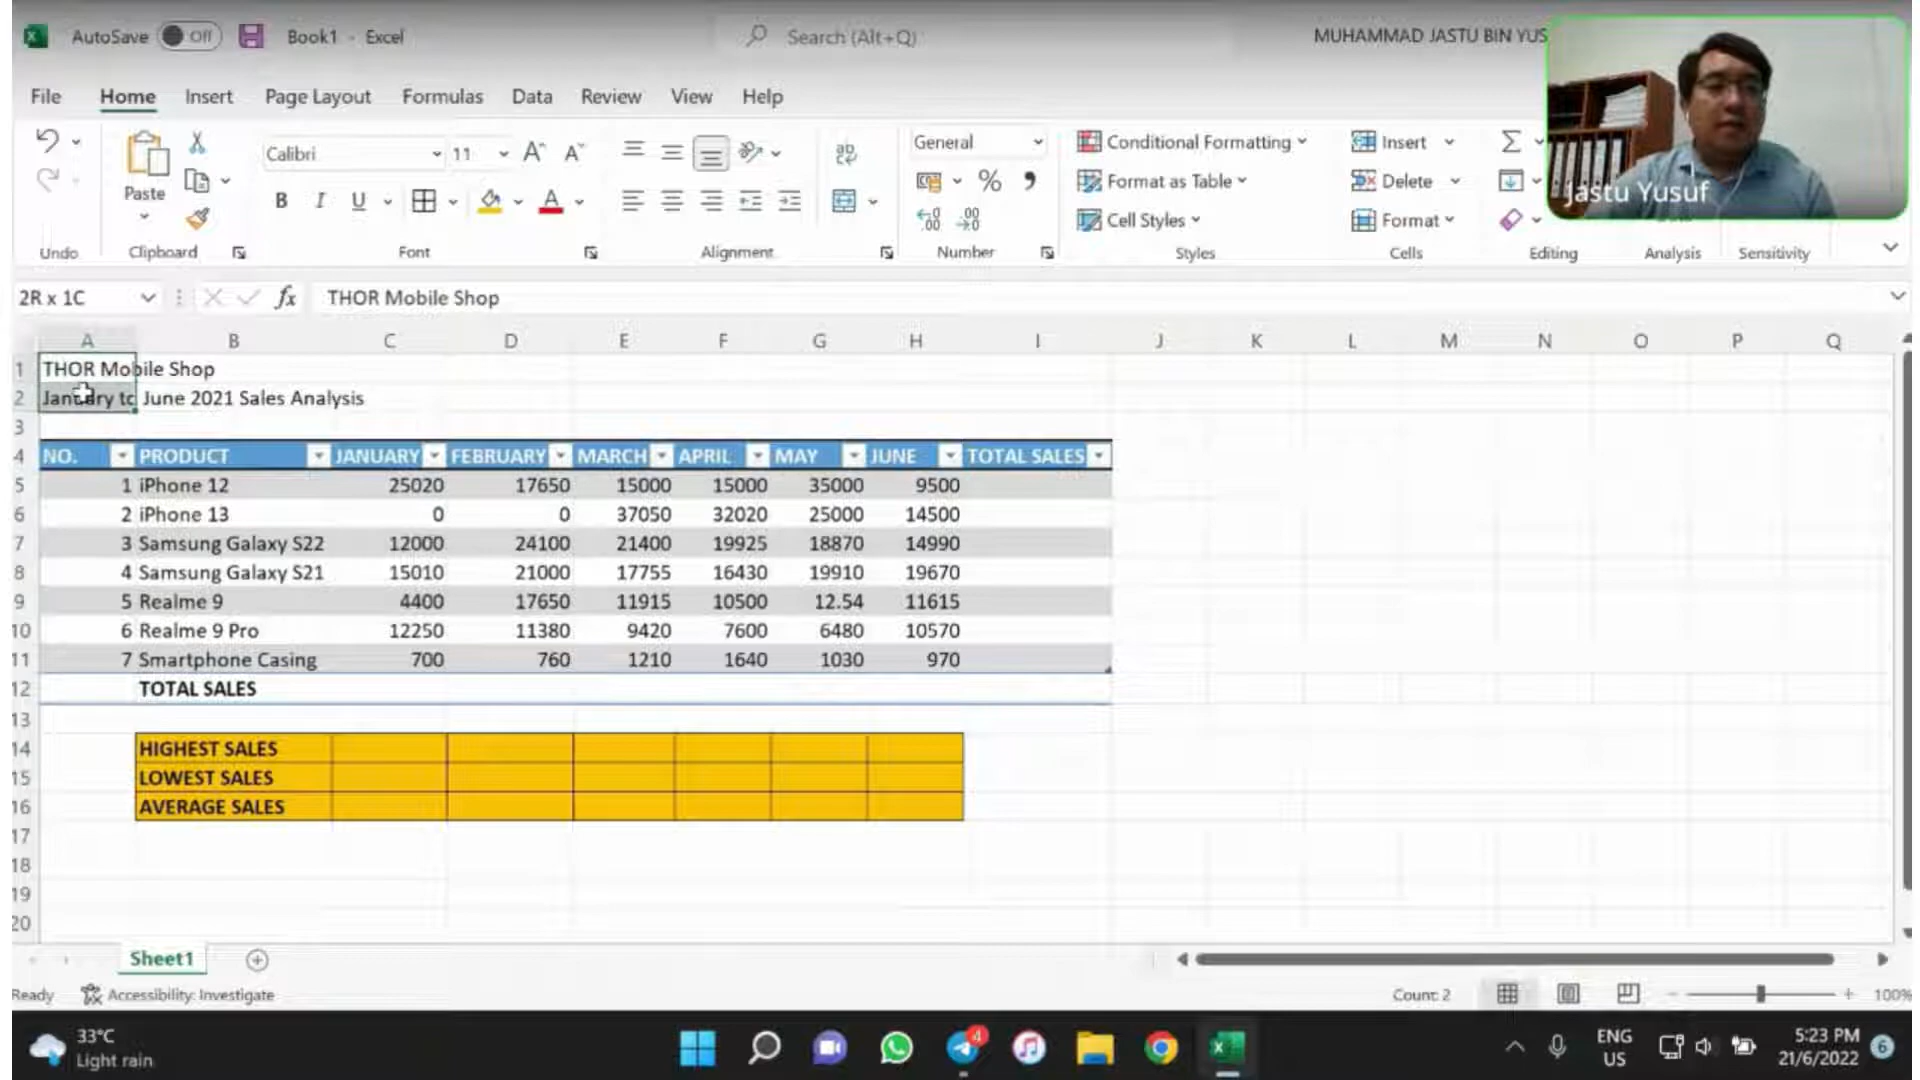 AutoSave Off Book1 - Excel Search (Alt+Q) MUHAMMAD JASTU BIN YUS
File Home Insert Page Layout Formulas Data Review View Help
Calibri 11 General Conditional Formatting Insert
Paste B I U % Format as Table Delete
Cell Styles Format
Jastu Yusuf
Undo Clipboard Font Alignment Number Styles Cells Editing Analysis Sensitivity
2R x 1C fx THOR Mobile Shop
A B C D E F G H I J K L M N O P Q
1 THOR Mobile Shop
2 January to June 2021 Sales Analysis
3
4 NO. PRODUCT JANUARY FEBRUARY MARCH APRIL MAY JUNE TOTAL SALES
5 1 iPhone 12 25020 17650 15000 15000 35000 9500
6 2 iPhone 13 0 0 37050 32020 25000 14500
7 3 Samsung Galaxy S22 12000 24100 21400 19925 18870 14990
8 4 Samsung Galaxy S21 15010 21000 17755 16430 19910 19670
9 5 Realme 9 4400 17650 11915 10500 12.54 11615
10 6 Realme 9 Pro 12250 11380 9420 7600 6480 10570
11 7 Smartphone Casing 700 760 1210 1640 1030 970
12 TOTAL SALES
13
14 HIGHEST SALES
15 LOWEST SALES
16 AVERAGE SALES
17
18
19
20
Sheet1
Ready Accessibility: Investigate Count: 2 100%
33°C
Light rain
4
ENG
US
5:23 PM
21/6/2022
6